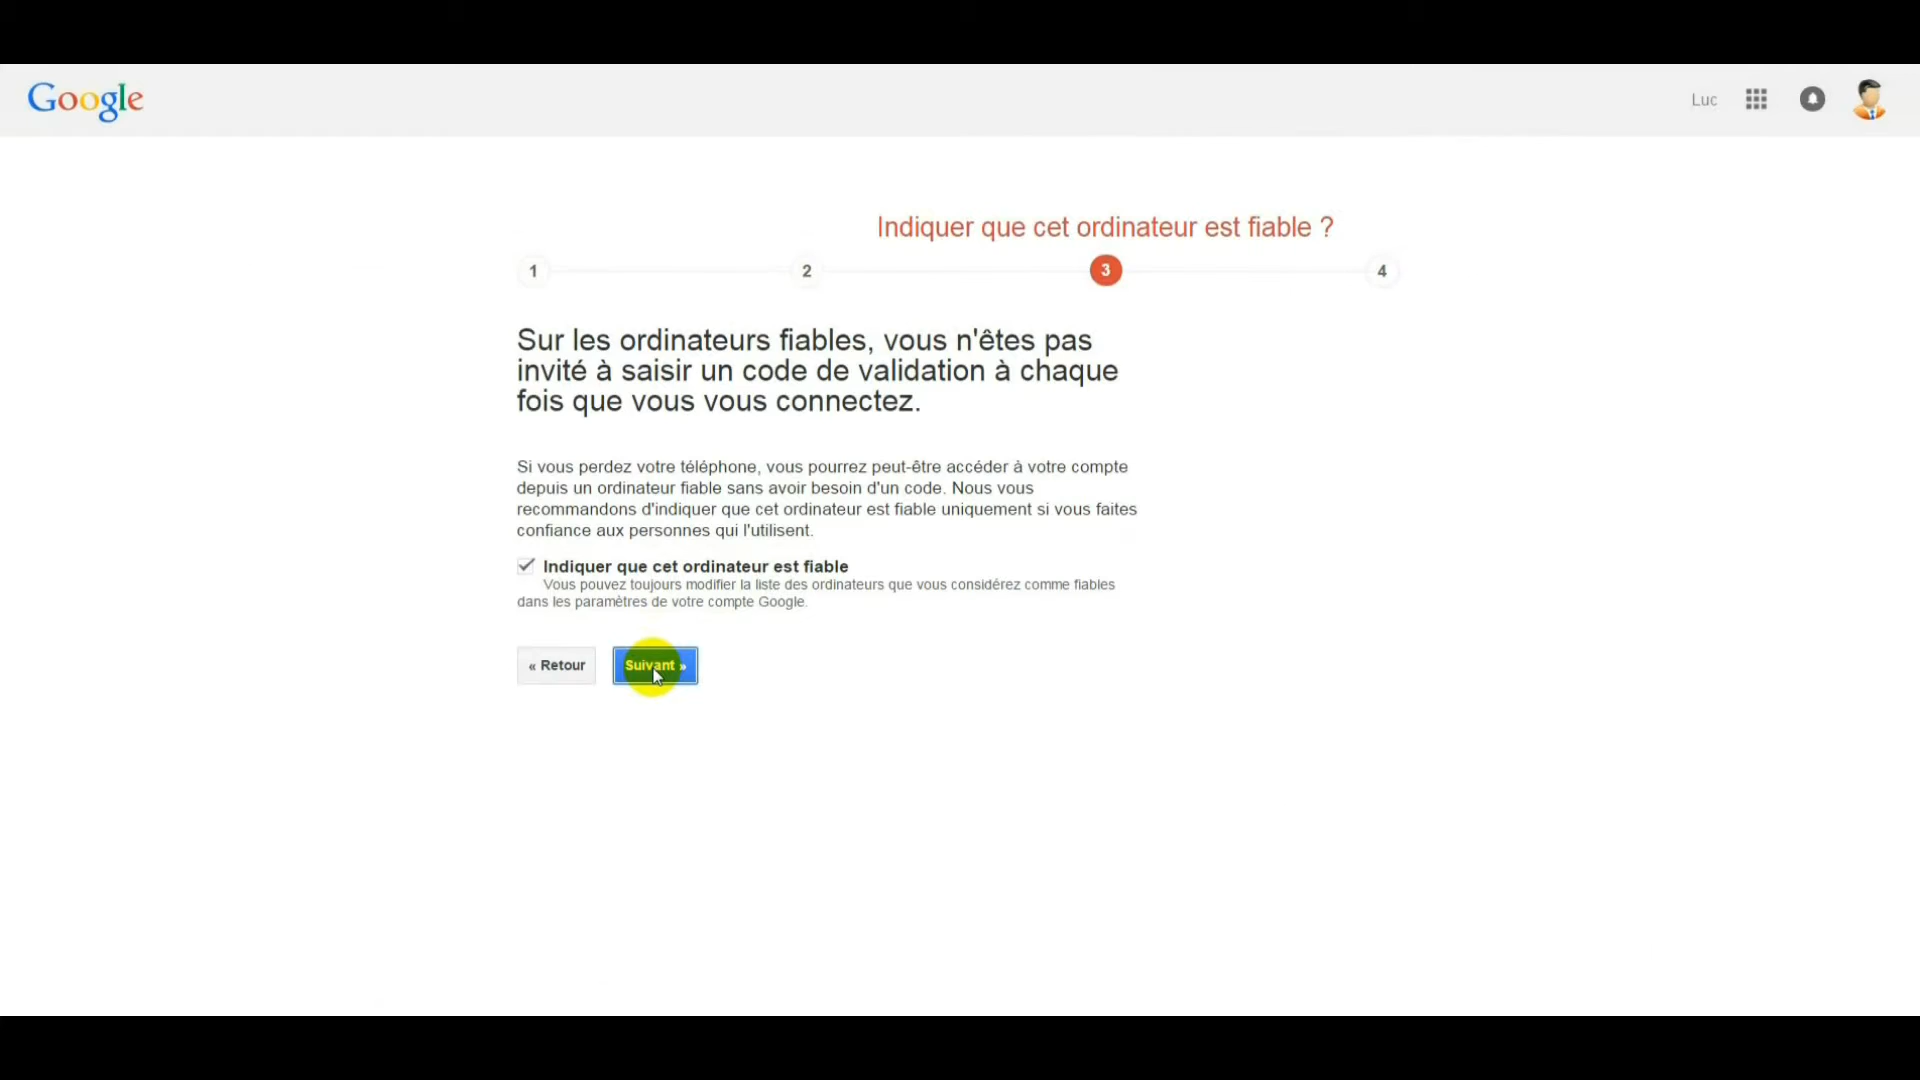 Google
Luc
Indiquer que cet ordinateur est fiable ?
1 2 3 4
Sur les ordinateurs fiables, vous n'êtes pas
invité à saisir un code de validation à chaque
fois que vous vous connectez.
Si vous perdez votre téléphone, vous pourrez peut-être accéder à votre compte
depuis un ordinateur fiable sans avoir besoin d'un code. Nous vous
recommandons d'indiquer que cet ordinateur est fiable uniquement si vous faites
confiance aux personnes qui l'utilisent.
Indiquer que cet ordinateur est fiable
Vous pouvez toujours modifier la liste des ordinateurs que vous considérez comme fiables
dans les paramètres de votre compte Google.
« Retour
Suivant »